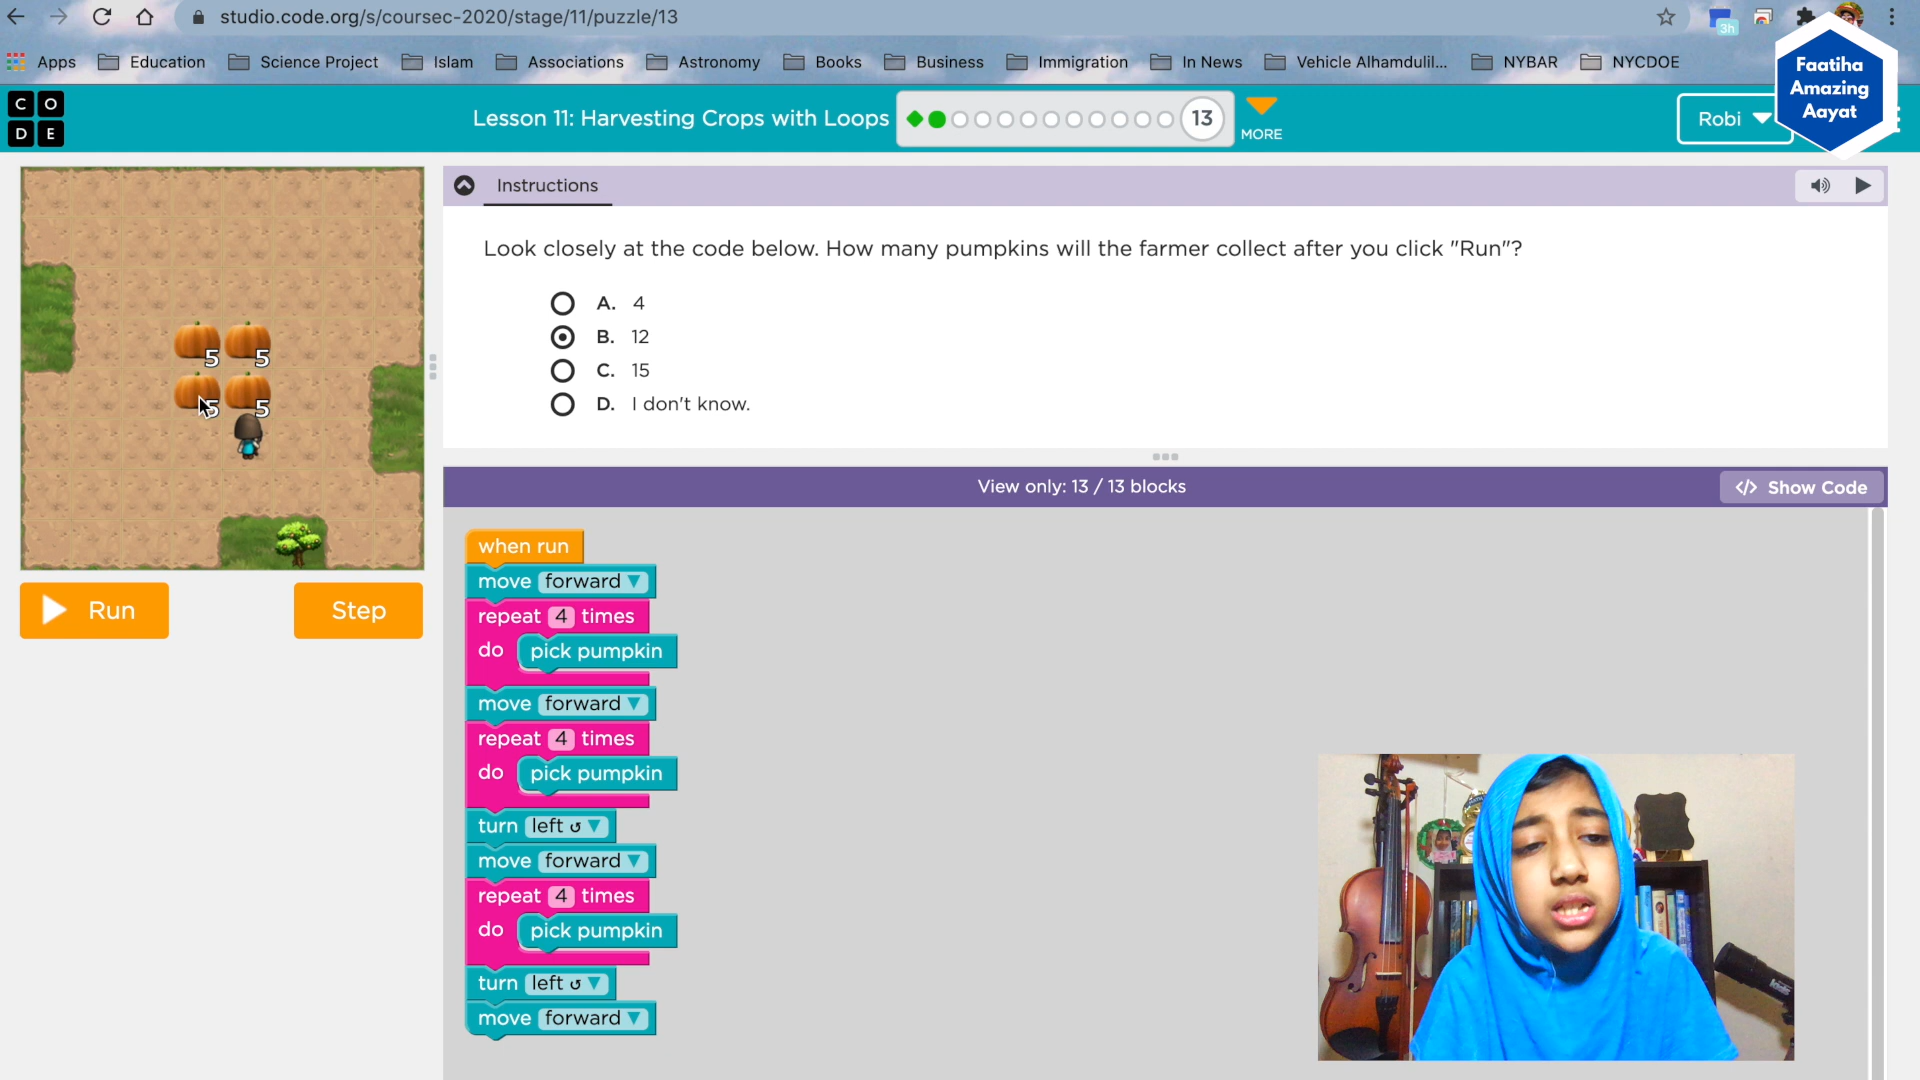 studio.code.org/s/coursec-2020/stage/11/puzzle/13
3h
Apps Education Science Project Islam Associations Astronomy Books Business Immigration In News Vehicle Alhamdulil... NYBAR NYCDOE
Faatiha
Amazing
Aayat
C O
D E
Lesson 11: Harvesting Crops with Loops
13
MORE
Robi
Instructions
Look closely at the code below. How many pumpkins will the farmer collect after you click "Run"?
A. 4
B. 12
C. 15
D. I don't know.
5 5
5 5
Run
Step
View only: 13 / 13 blocks
</> Show Code
when run
move forward
repeat 4 times
do pick pumpkin
move forward
repeat 4 times
do pick pumpkin
turn left ↺
move forward
repeat 4 times
do pick pumpkin
turn left ↺
move forward